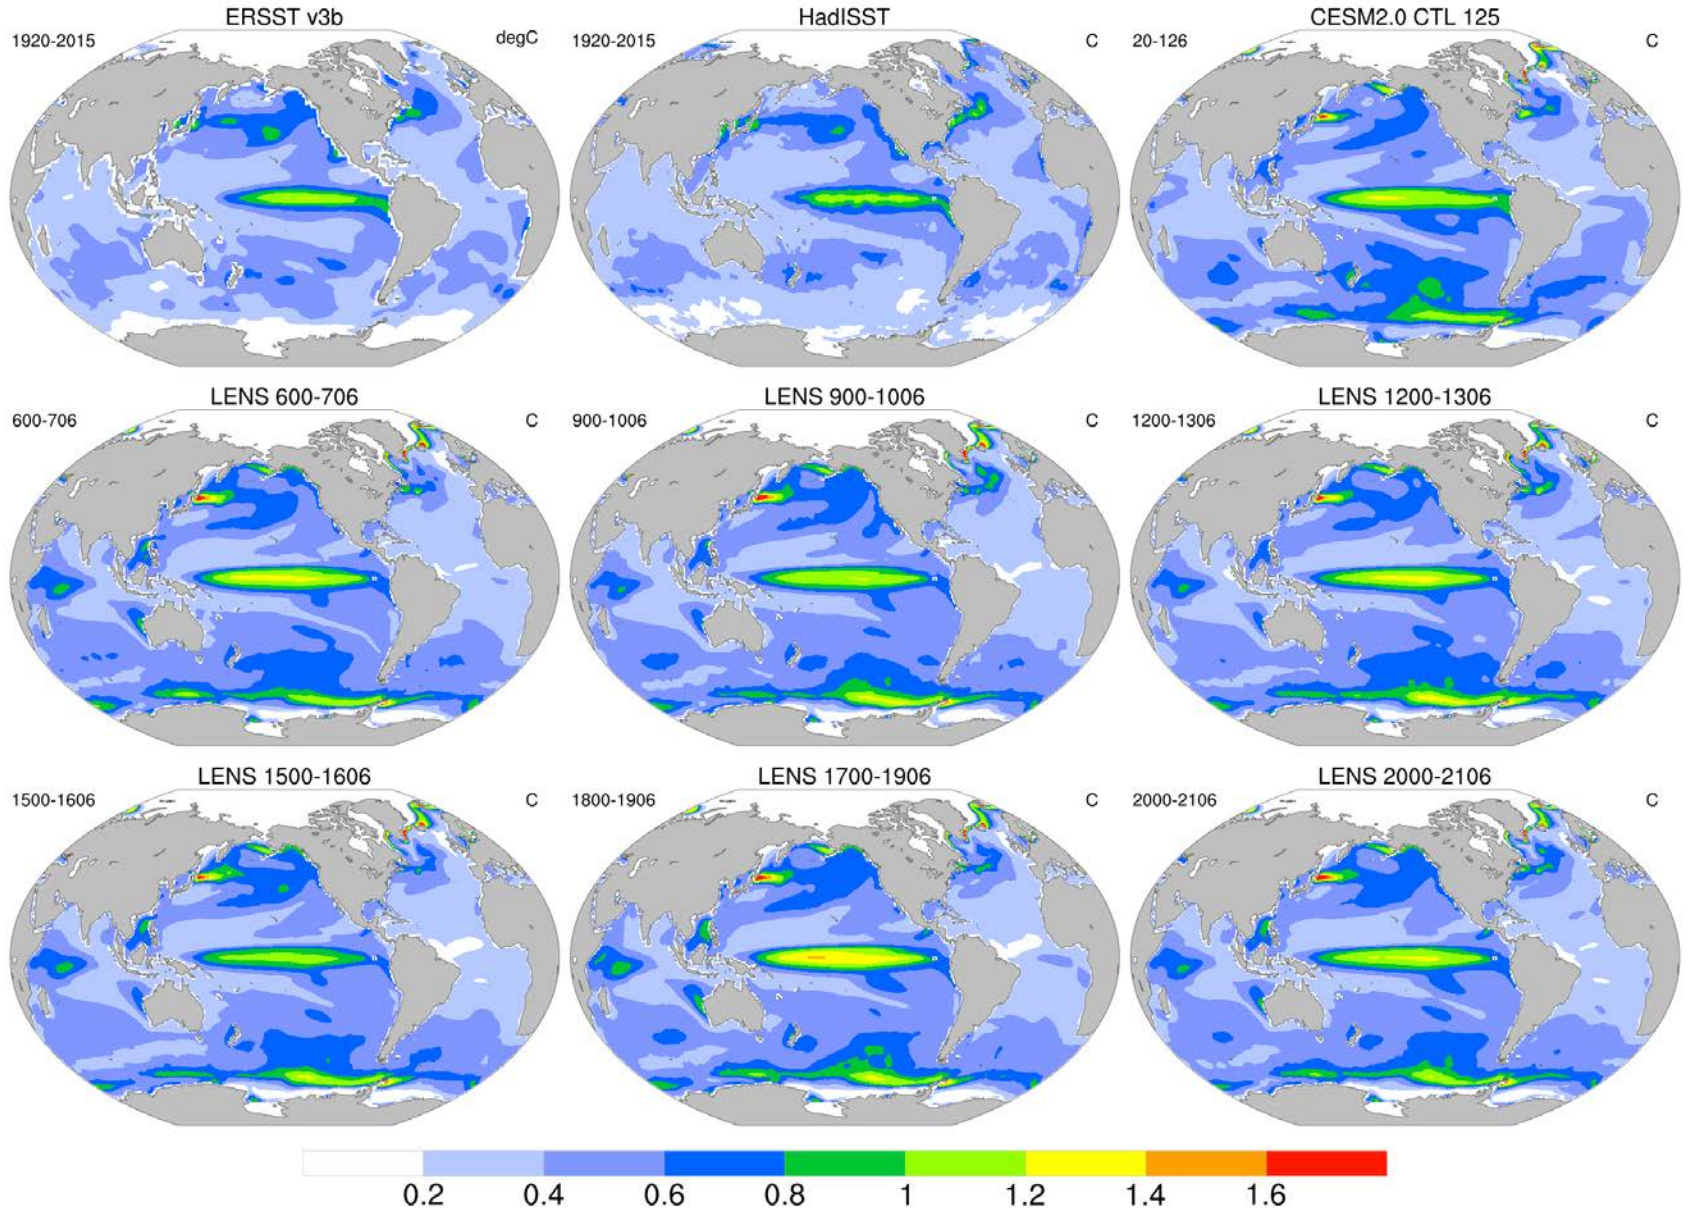 ERSST v3b
1920-2015 degC
HadISST
1920-2015 C
CESM2.0 CTL 125
20-126 C
LENS 600-706
600-706 C
LENS 900-1006
900-1006 C
LENS 1200-1306
1200-1306 C
LENS 1500-1606
1500-1606 C
LENS 1700-1906
1800-1906 C
LENS 2000-2106
2000-2106 C
0.2 0.4 0.6 0.8 1 1.2 1.4 1.6